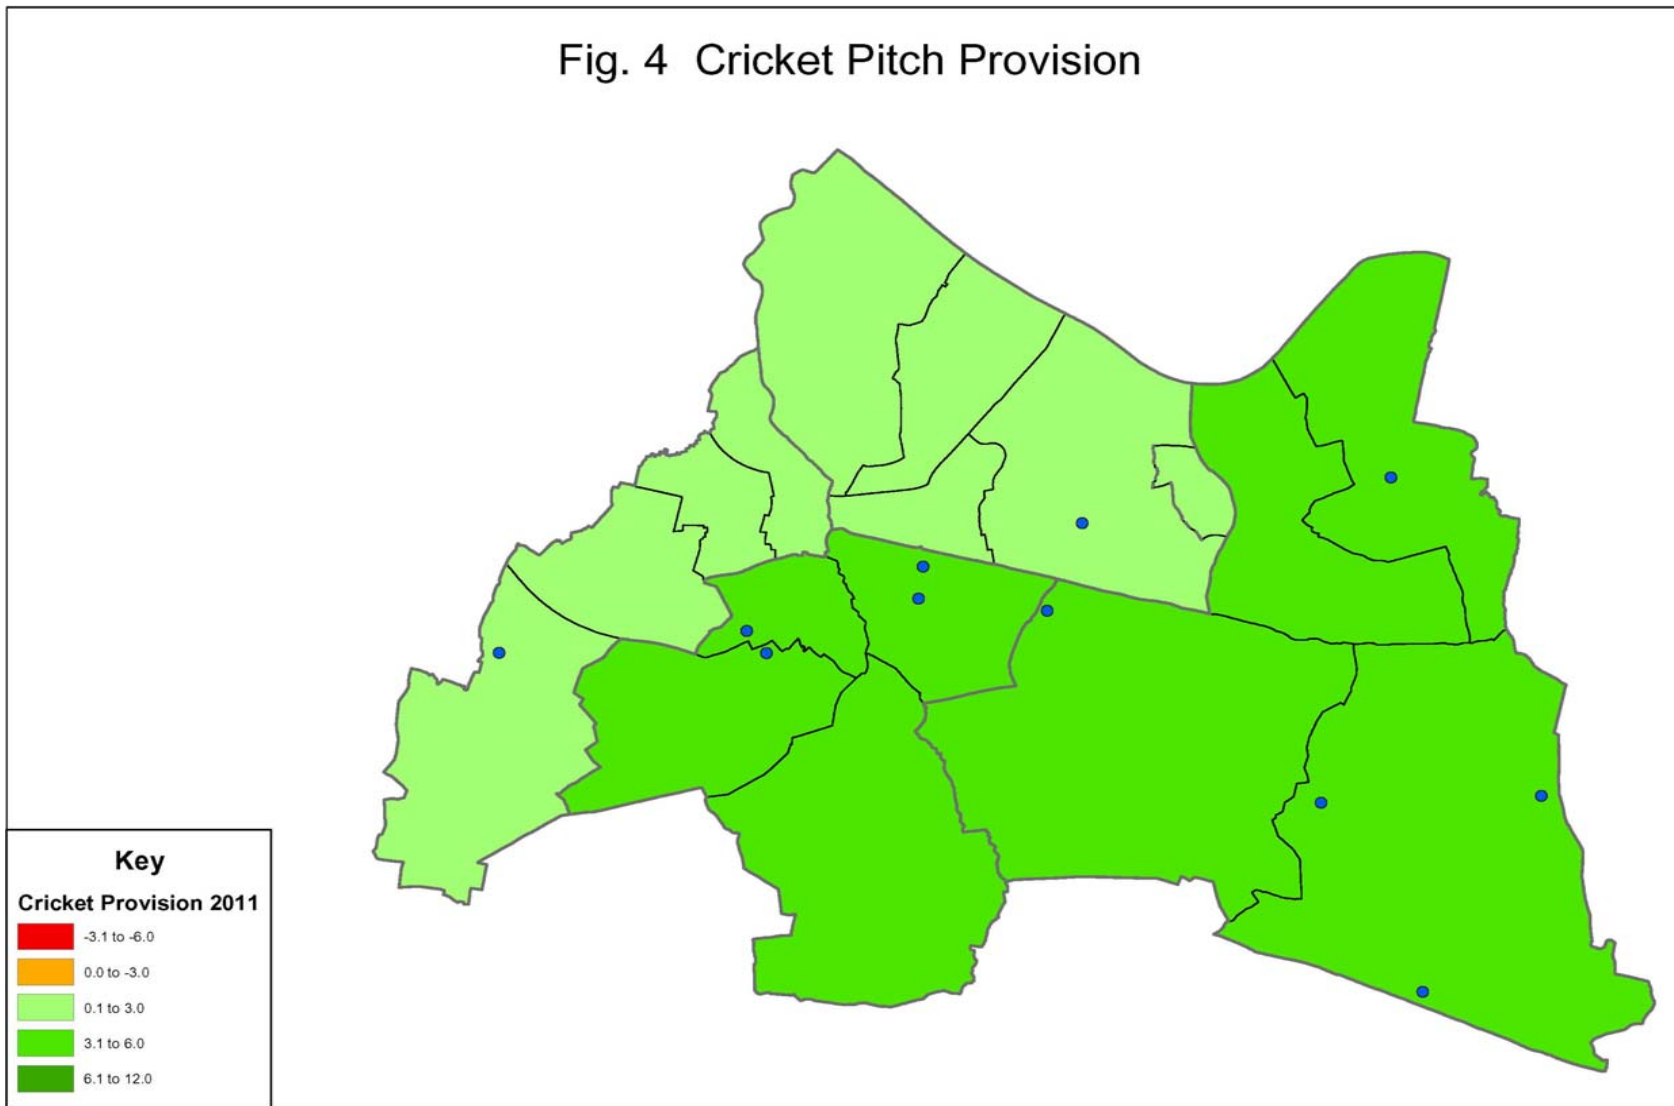 Fig. 4 Cricket Pitch Provision
Key
Cricket Provision 2011
-3.1 to -6.0
0.0 to -3.0
0.1 to 3.0
3.1 to 6.0
6.1 to 12.0